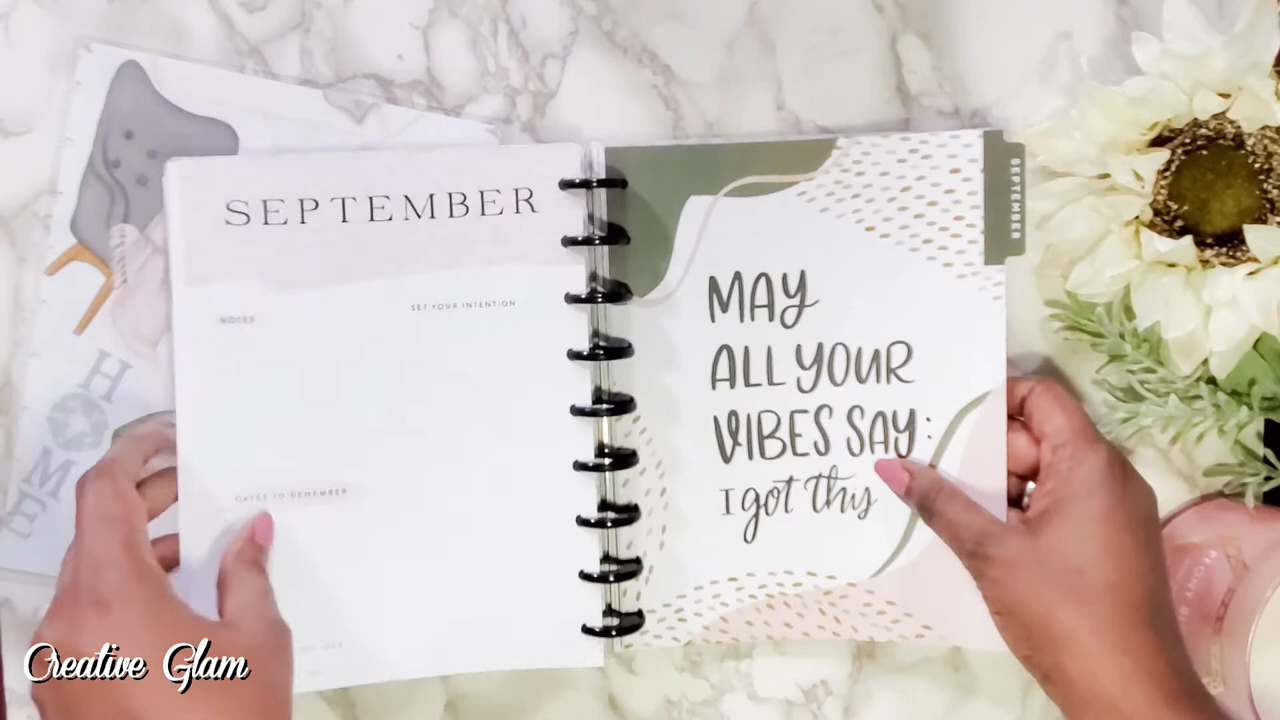 SEPTEMBER
NOTES
SET YOUR INTENTION
DATES TO REMEMBER
MAY
ALL YOUR
VIBES SAY:
I got this
SEPTEMBER
HOME
Creative Glam